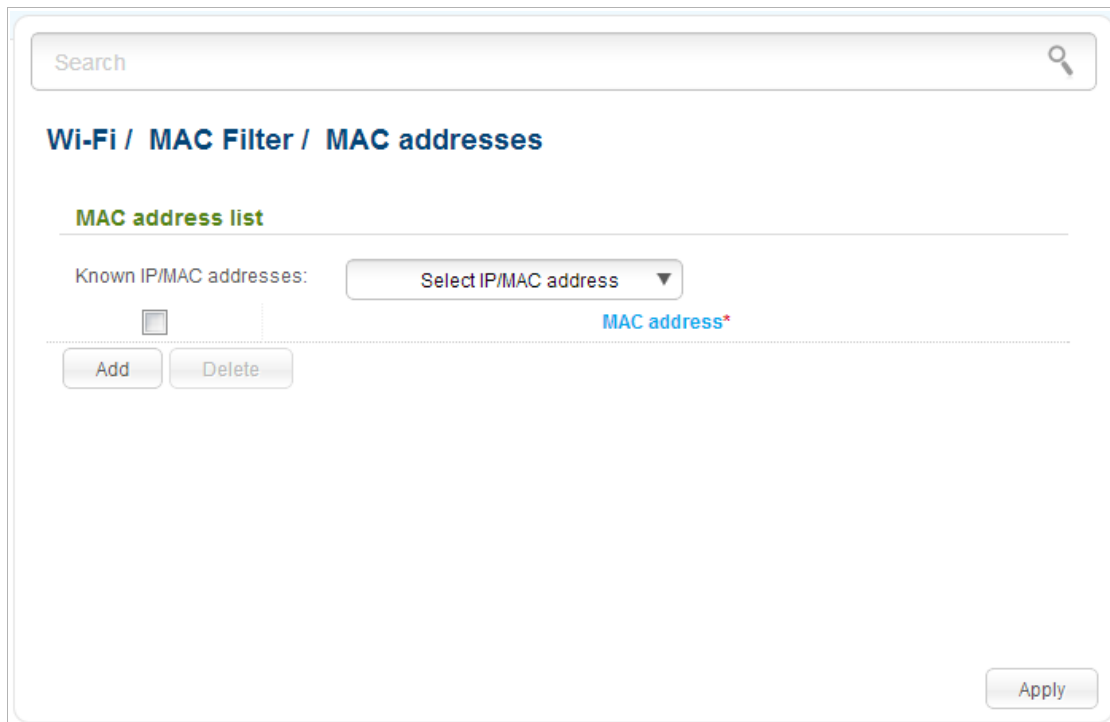 Search
Wi-Fi / MAC Filter / MAC addresses
MAC address list
Known IP/MAC addresses: Select IP/MAC address
MAC address*
Add Delete
Apply